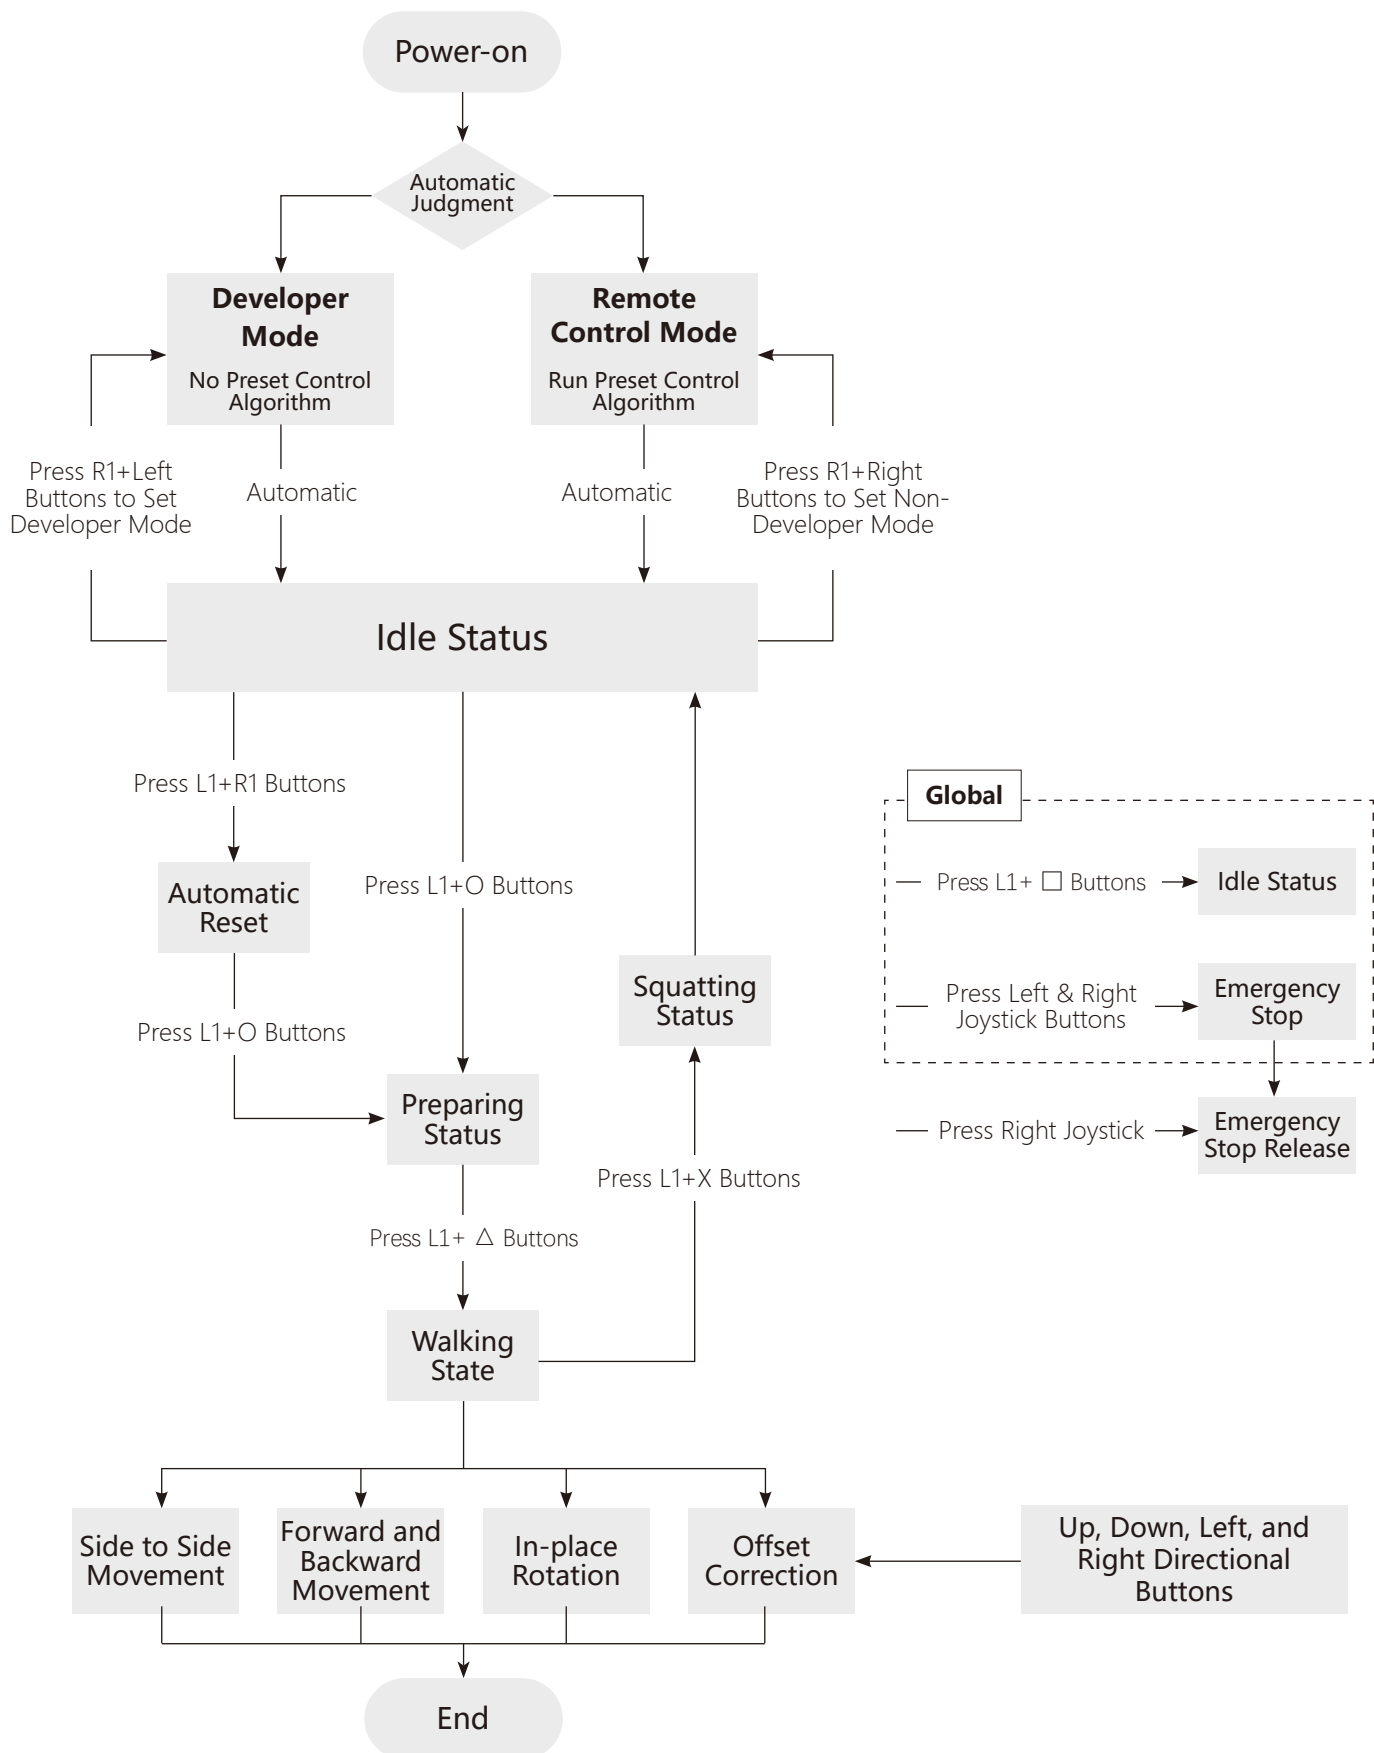 Power-on
Automatic
Judgment
Developer
Mode
No Preset Control
Algorithm
Remote
Control Mode
Run Preset Control
Algorithm
Press R1+Left
Buttons to Set
Developer Mode
Automatic
Automatic
Press R1+Right
Buttons to Set Non-
Developer Mode
Idle Status
Press L1+R1 Buttons
Automatic
Reset
Press L1+O Buttons
Press L1+O Buttons
Preparing
Status
Squatting
Status
Press L1+X Buttons
Press L1+ △ Buttons
Walking
State
Global
Press L1+ □ Buttons
Idle Status
Press Left & Right
Joystick Buttons
Emergency
Stop
Press Right Joystick
Emergency
Stop Release
Side to Side
Movement
Forward and
Backward
Movement
In-place
Rotation
Offset
Correction
Up, Down, Left, and
Right Directional
Buttons
End